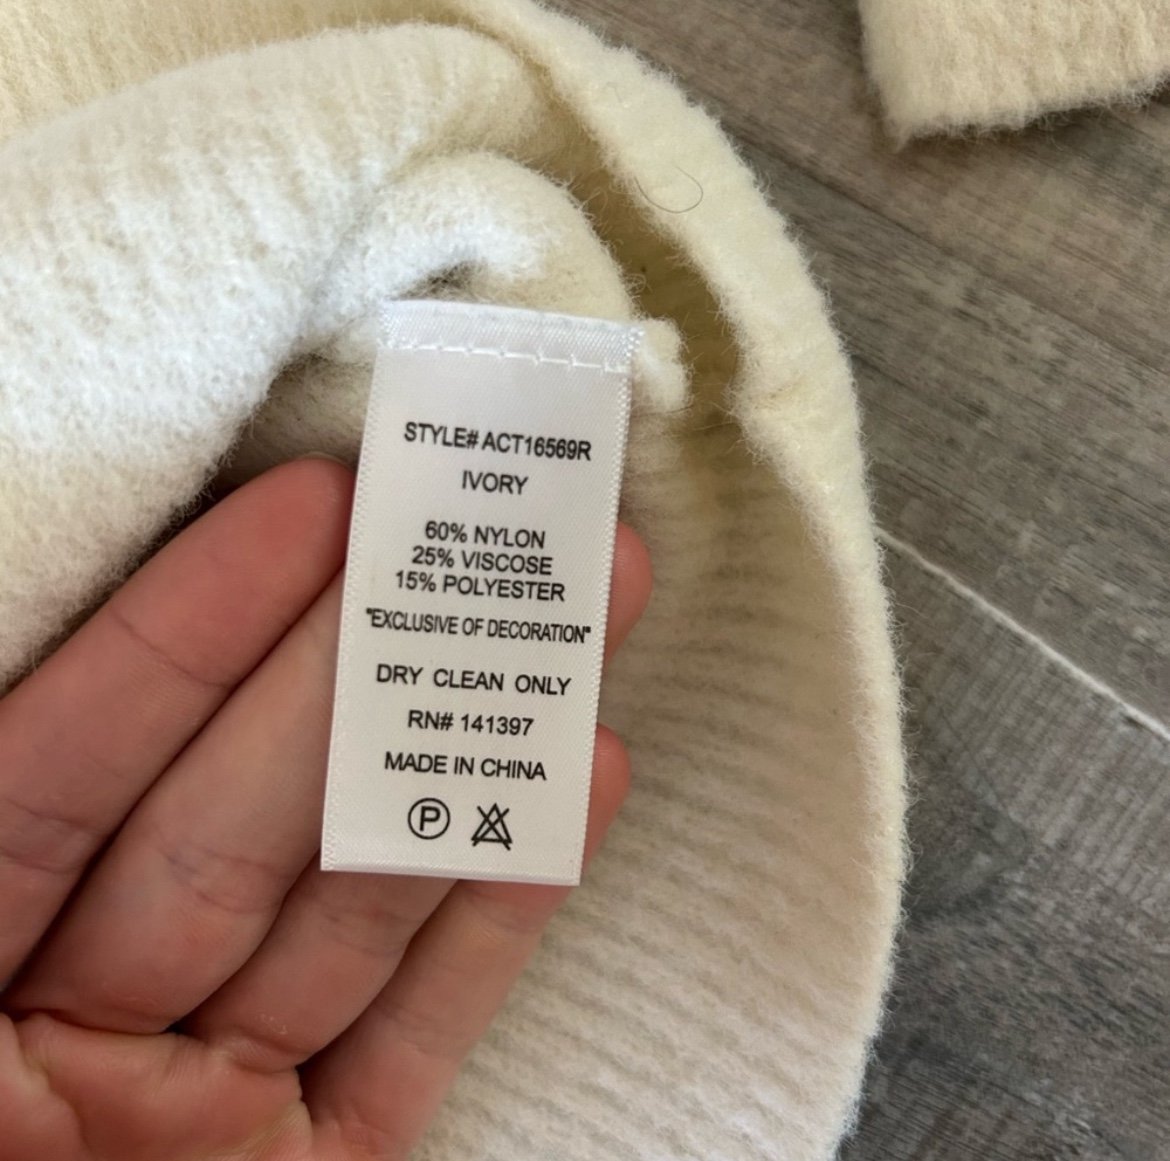 STYLE# ACT16569R
IVORY
60% NYLON
25% VISCOSE
15% POLYESTER
"EXCLUSIVE OF DECORATION"
DRY CLEAN ONLY
RN# 141397
MADE IN CHINA
P